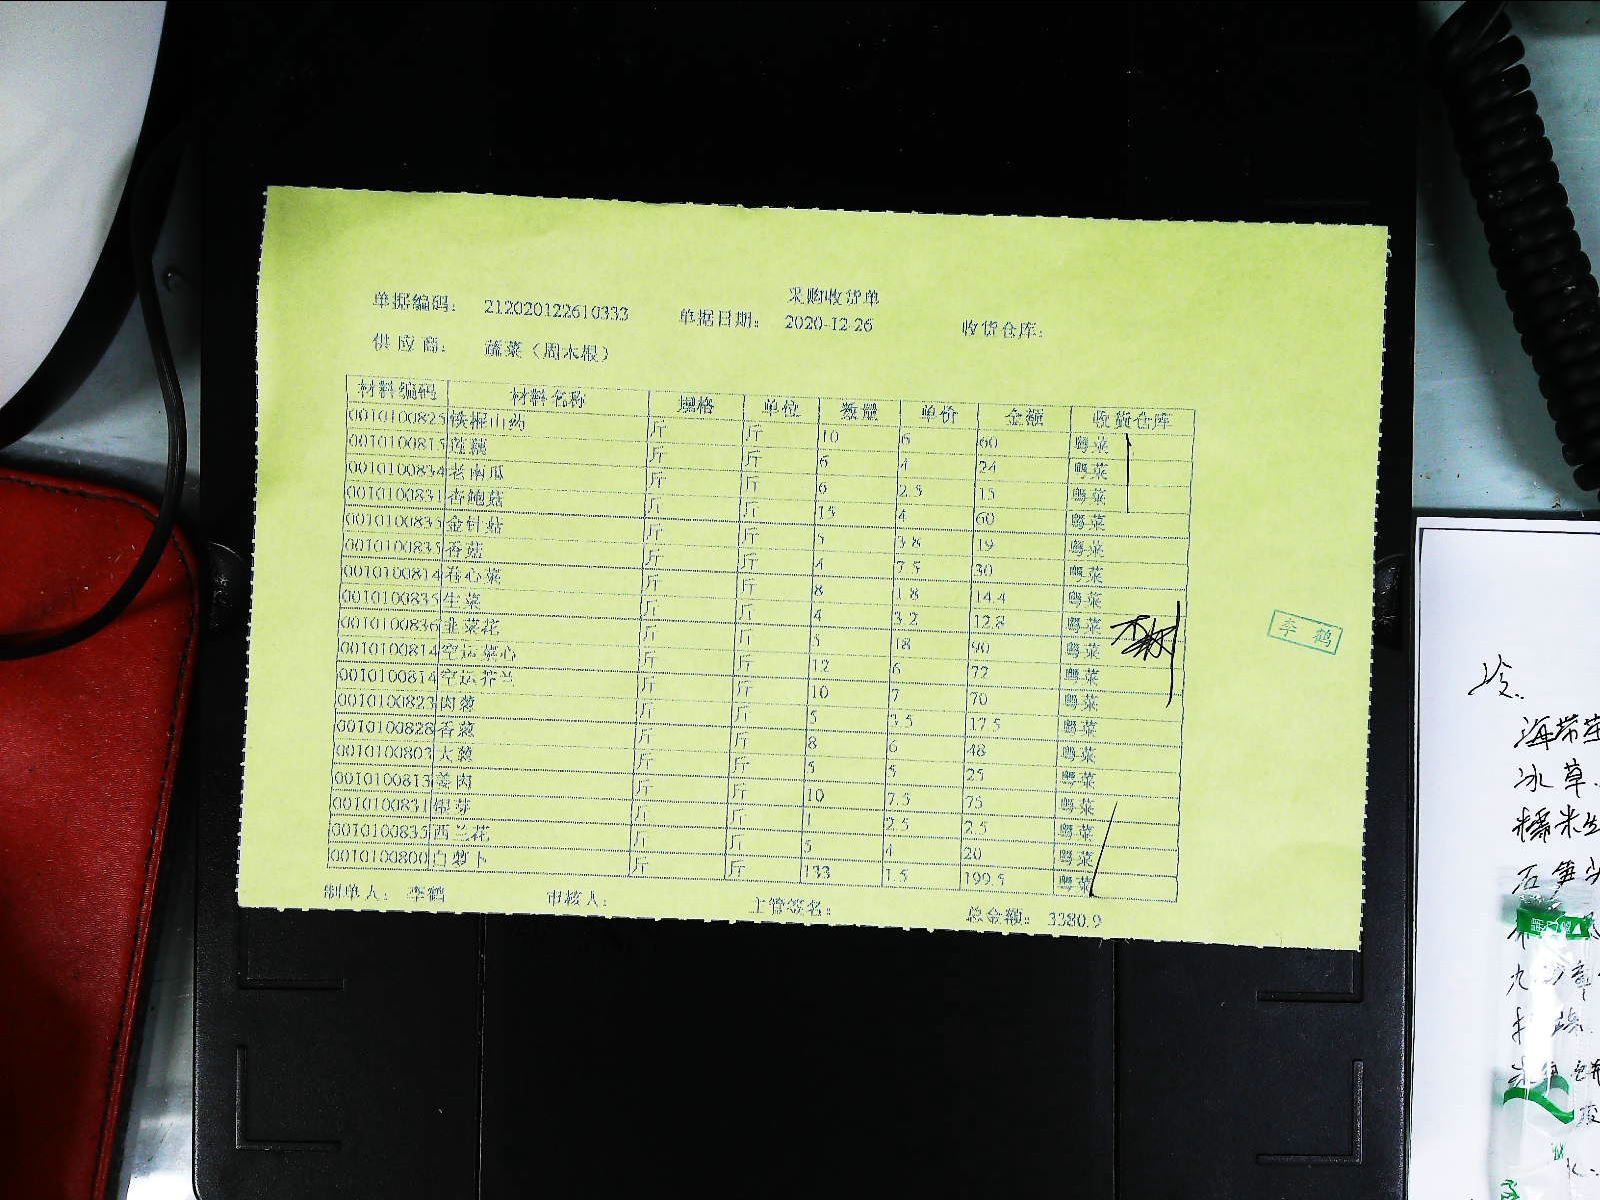 采购收货单
单据编码： 212020122610333 单据日期： 2020-12-26 收货仓库：
供应商： 蔬菜（周木根）
材料编码 材料名称 规格 单位 数量 单价 金额 收货仓库
0010100825 铁棍山药 斤 斤 10 6 60 粤菜
0010100815 莲藕 斤 斤 6 4 24 粤菜
0010100834 老南瓜 斤 斤 6 2.5 15 粤菜
0010100831 杏鲍菇 斤 斤 15 4 60 粤菜
0010100835 金针菇 斤 斤 5 3.8 19 粤菜
0010100835 香菇 斤 斤 4 7.5 30 粤菜
0010100814 卷心菜 斤 斤 8 1.8 14.4 粤菜
0010100835 生菜 斤 斤 4 3.2 12.8 粤菜
0010100836 韭菜花 斤 斤 5 18 90 粤菜
0010100814 空运菜心 斤 斤 12 6 72 粤菜
0010100814 空运芥兰 斤 斤 10 7 70 粤菜
0010100823 肉葱 斤 斤 5 3.5 17.5 粤菜
0010100828 香葱 斤 斤 8 6 48 粤菜
0010100803 大葱 斤 斤 5 5 25 粤菜
0010100813 姜肉 斤 斤 10 7.5 75 粤菜
0010100831 银芽 斤 斤 1 2.5 2.5 粤菜
0010100835 西兰花 斤 斤 5 4 20 粤菜
0010100800 白萝卜 斤 斤 133 1.5 199.5 粤菜
制单人： 李鹤 审核人： 主管签名： 总金额： 3380.9
李鹤
冷.
海带
冰草.
糯米
石笋